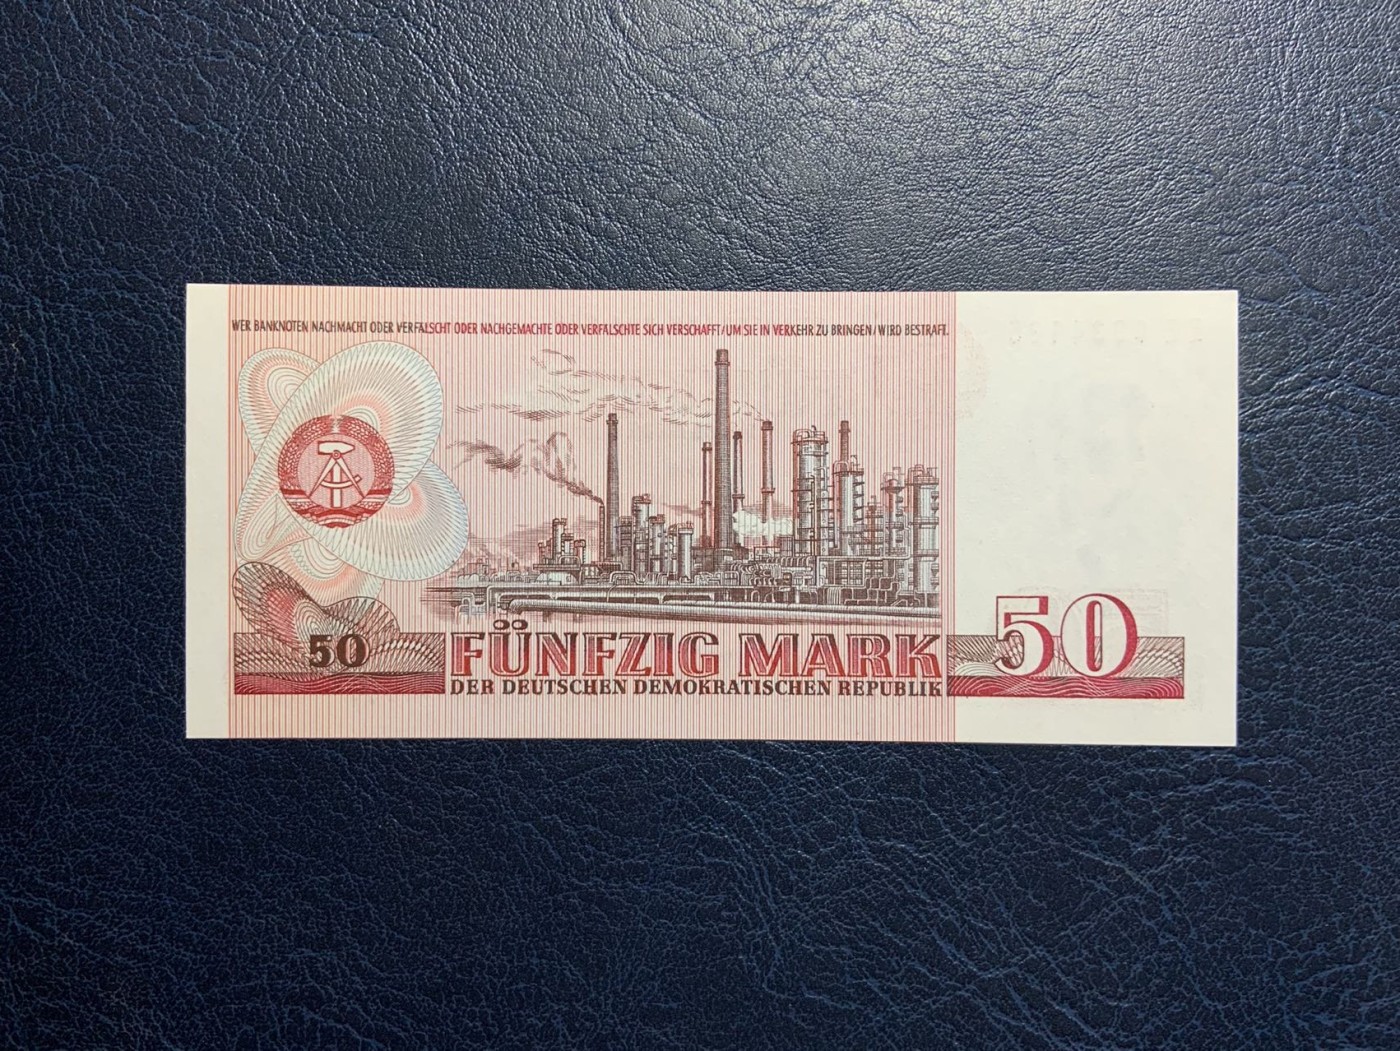 WER BANKNOTEN NACHMACHT ODER VERFÄLSCHT ODER NACHGEMACHTE ODER VERFÄLSCHTE SICH VERSCHAFFT/UM SIE IN VERKEHR ZU BRINGEN/WIRD BESTRAFT.
50
FÜNFZIG MARK
DER DEUTSCHEN DEMOKRATISCHEN REPUBLIK
50